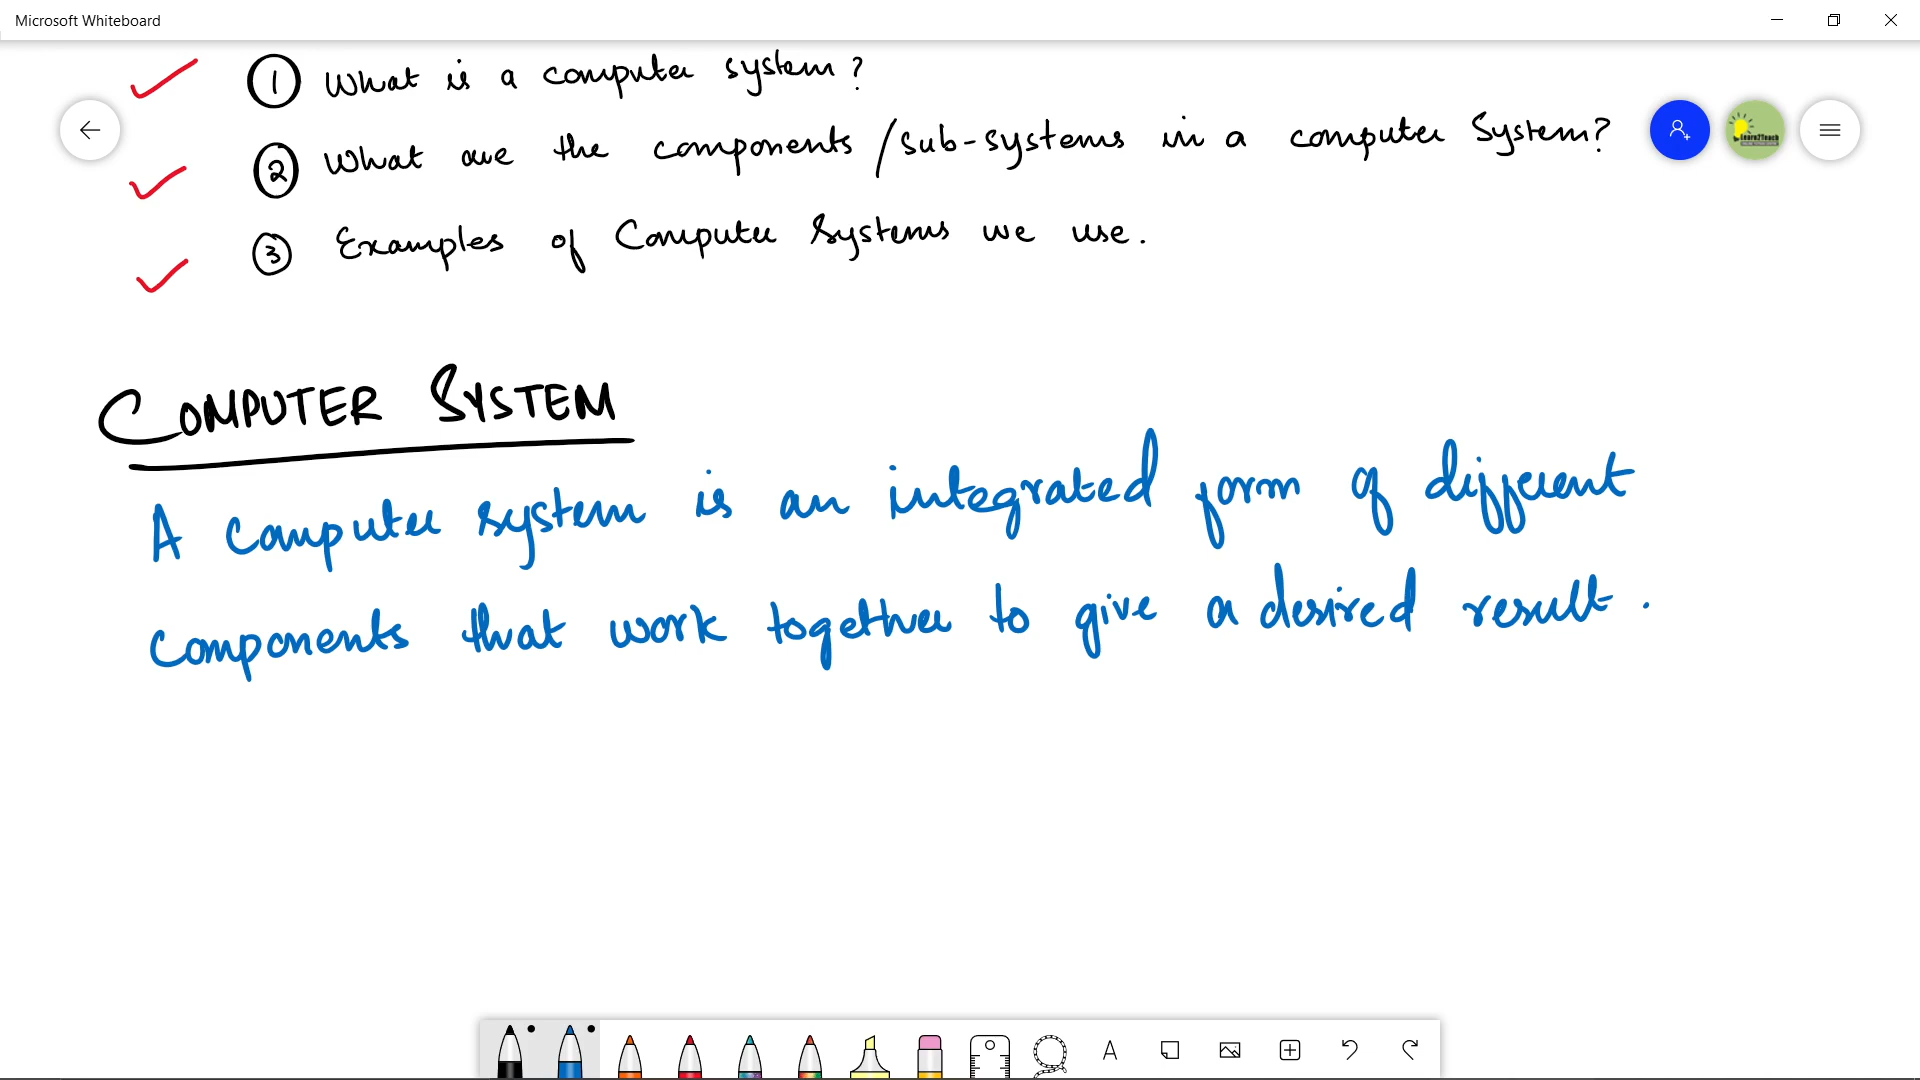 Microsoft Whiteboard
① What is a computer system?
② What are the components/sub-systems in a computer System?
③ Examples of Computer Systems we use.
Learn2Teach
COMPUTER SYSTEM
A computer system is an integrated form of different
components that work together to give a desired result.
A